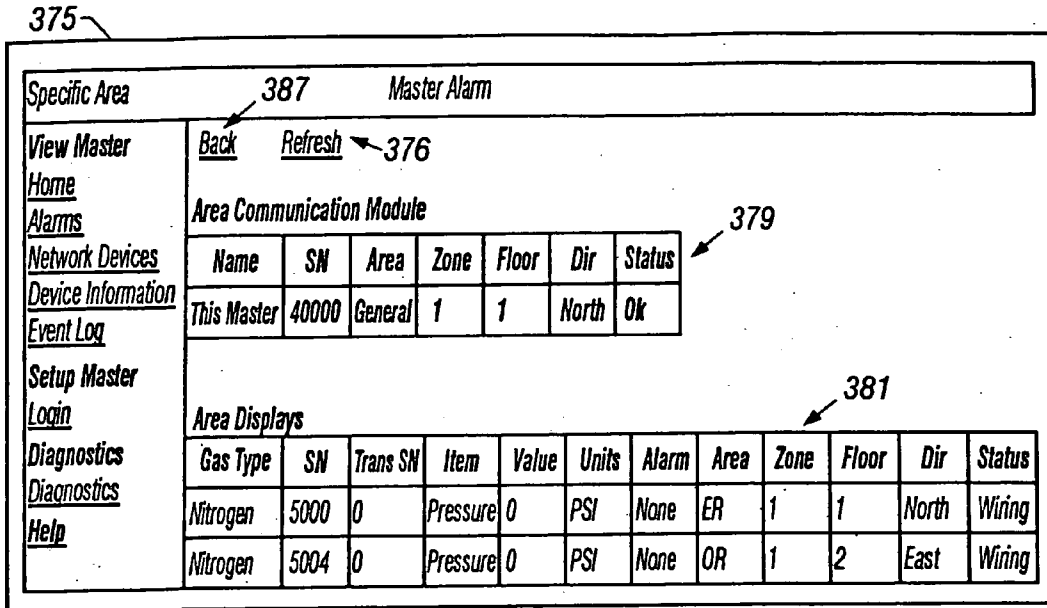 375
Specific Area 387 Master Alarm
View Master
Home
Alarms
Network Devices
Device Information
Event Log
Setup Master
Login
Diagnostics
Diagnostics
Help
Back Refresh 376
Area Communication Module
379
Name SN Area Zone Floor Dir Status
This Master 40000 General 1 1 North Ok
381
Area Displays
Gas Type SN Trans SN Item Value Units Alarm Area Zone Floor Dir Status
Nitrogen 5000 0 Pressure 0 PSI None ER 1 1 North Wiring
Nitrogen 5004 0 Pressure 0 PSI None OR 1 2 East Wiring